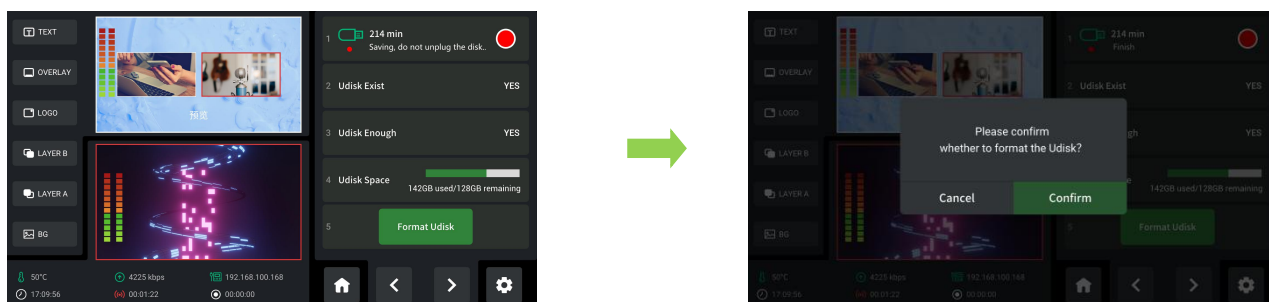 TEXT
OVERLAY
LOGO
LAYER B
LAYER A
BG
预览
1
214 min
Saving, do not unplug the disk..
2 Udisk Exist YES
3 Udisk Enough YES
4 Udisk Space
142GB used/128GB remaining
5 Format Udisk
50°C 4225 kbps 192.168.100.168
17:09:56 00:01:22 00:00:00
TEXT
OVERLAY
LOGO
LAYER B
LAYER A
BG
预览
1
214 min
Finish
2 Udisk Exist YES
gh YES
e
142GB used/128GB remaining
5 Format Udisk
50°C 4225 kbps 192.168.100.168
17:09:56 00:01:22 00:00:00
Please confirm
whether to format the Udisk?
Cancel Confirm